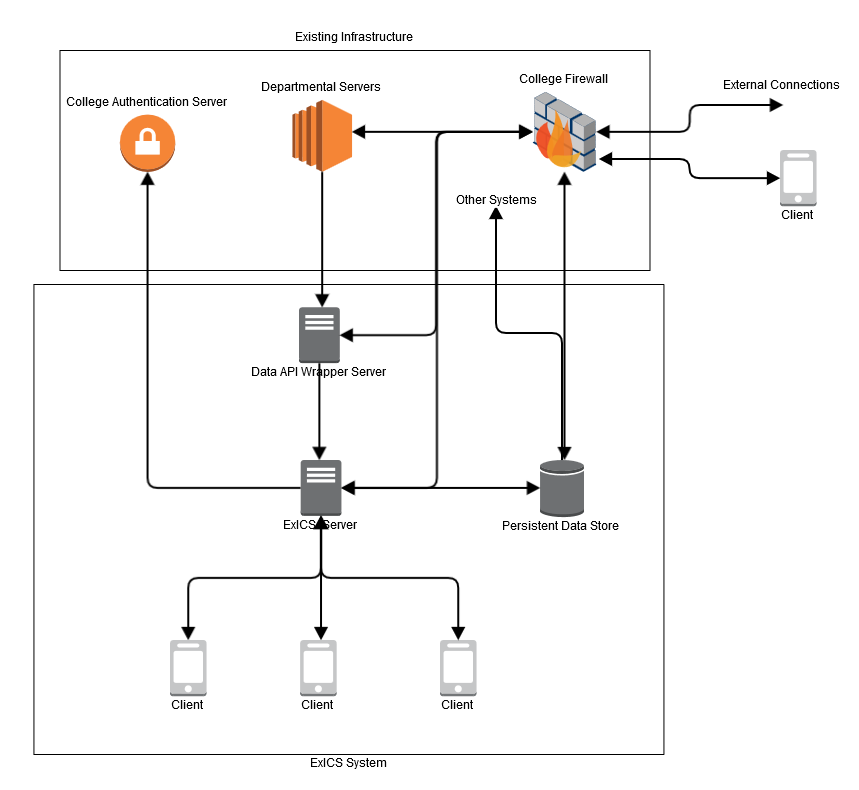 Existing Infrastructure
College Firewall
External Connections
Departmental Servers
College Authentication Server
Other Systems
Client
Data API Wrapper Server
ExICS Server
Persistent Data Store
Client
Client
Client
ExICS System